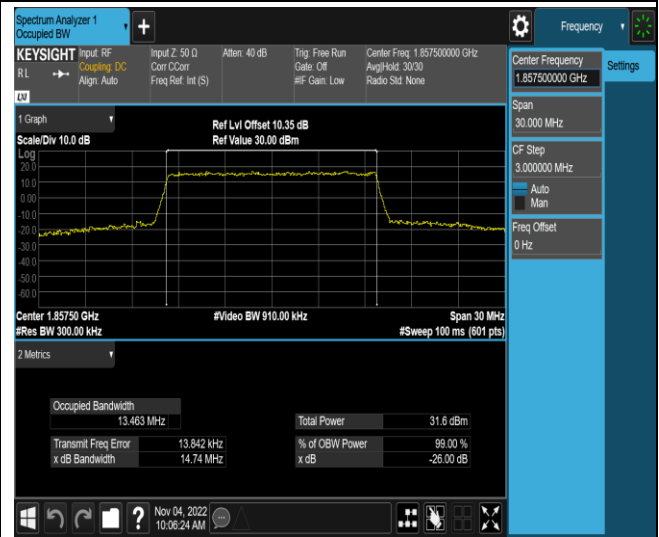 Spectrum Analyzer 1
Occupied BW
+
Frequency
KEYSIGHT
RL
LXI
Input: RF
Coupling: DC
Align: Auto
Input Z: 50 Ω
Corr CCorr
Freq Ref: Int (S)
Atten: 40 dB
Trig: Free Run
Gate: Off
#IF Gain: Low
Center Freq: 1.857500000 GHz
Avg|Hold: 30/30
Radio Std: None
Center Frequency
1.857500000 GHz
Settings
Span
30.000 MHz
CF Step
3.000000 MHz
Auto
Man
Freq Offset
0 Hz
1 Graph
Scale/Div 10.0 dB
Ref Lvl Offset 10.35 dB
Ref Value 30.00 dBm
Log
20.0
10.0
0.00
-10.0
-20.0
-30.0
-40.0
-50.0
-60.0
Center 1.85750 GHz
#Res BW 300.00 kHz
#Video BW 910.00 kHz
Span 30 MHz
#Sweep 100 ms (601 pts)
2 Metrics
Occupied Bandwidth
13.463 MHz
Total Power 31.6 dBm
Transmit Freq Error 13.842 kHz
% of OBW Power 99.00 %
x dB Bandwidth 14.74 MHz
x dB -26.00 dB
?
Nov 04, 2022
10:06:24 AM